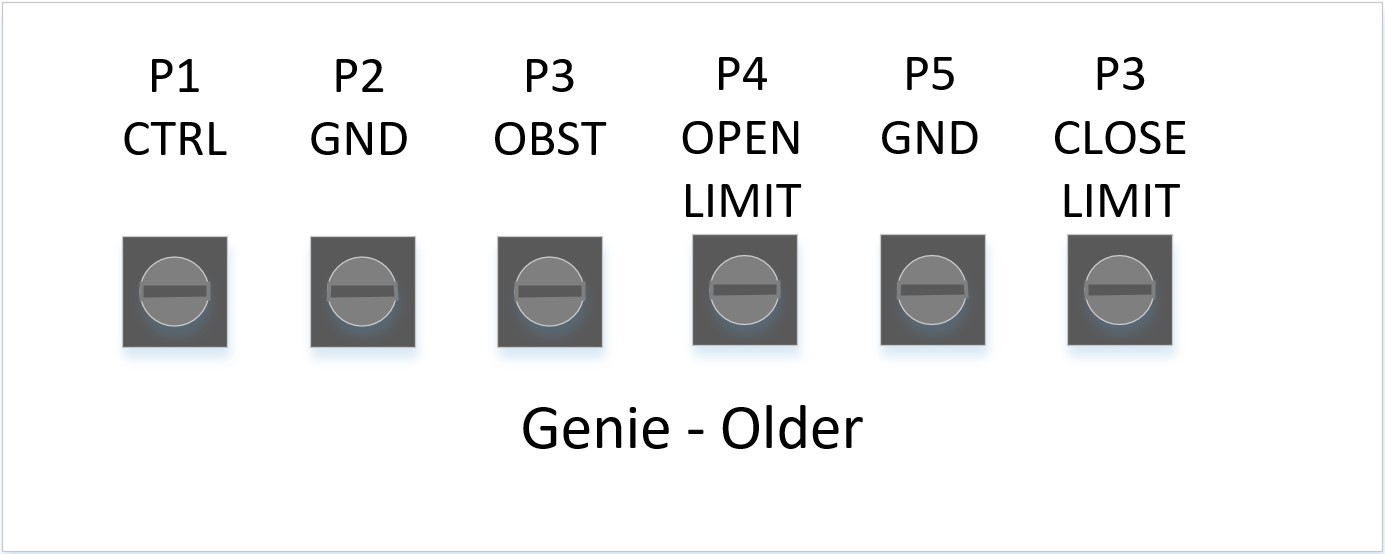 P1 P2 P3 P4 P5 P3
CTRL GND OBST OPEN GND CLOSE
LIMIT LIMIT
Genie - Older